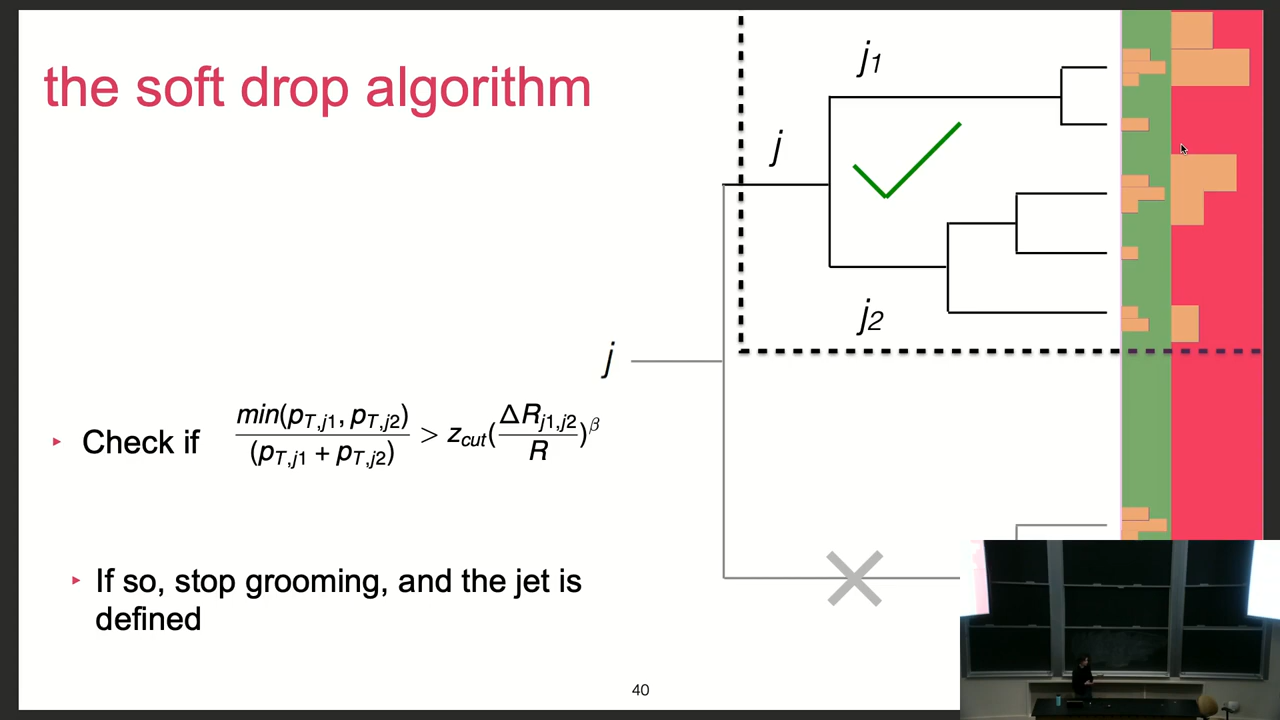 the soft drop algorithm
j1
j
j2
j
Check if min(pT,j1, pT,j2) / (pT,j1 + pT,j2) > zcut(ΔRj1,j2 / R)β
If so, stop grooming, and the jet is
defined
40